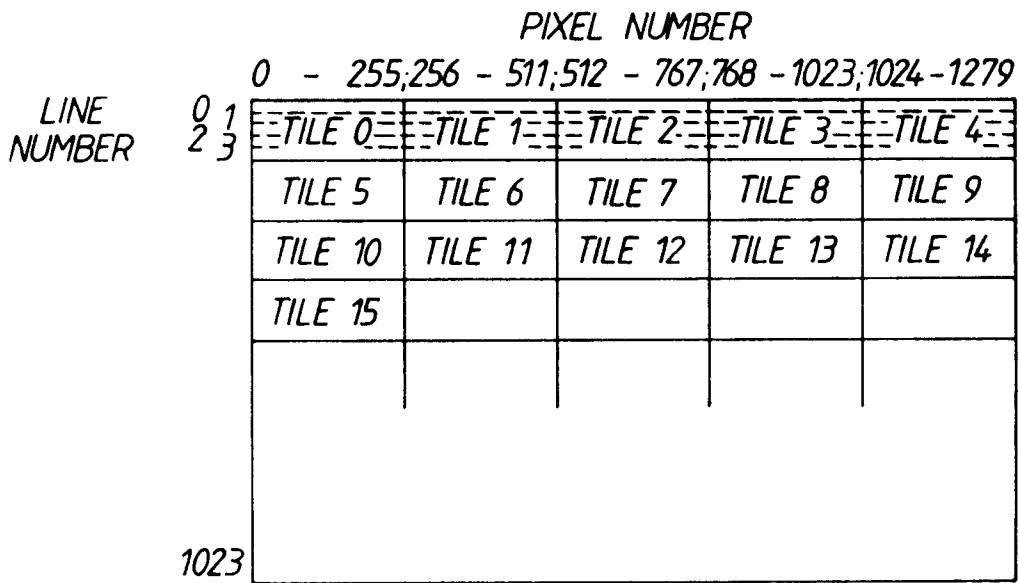 PIXEL NUMBER
0 - 255;256 - 511;512 - 767;768 - 1023;1024 - 1279
LINE NUMBER
0 1
2 3
TILE 0 TILE 1 TILE 2 TILE 3 TILE 4
TILE 5 TILE 6 TILE 7 TILE 8 TILE 9
TILE 10 TILE 11 TILE 12 TILE 13 TILE 14
TILE 15
1023